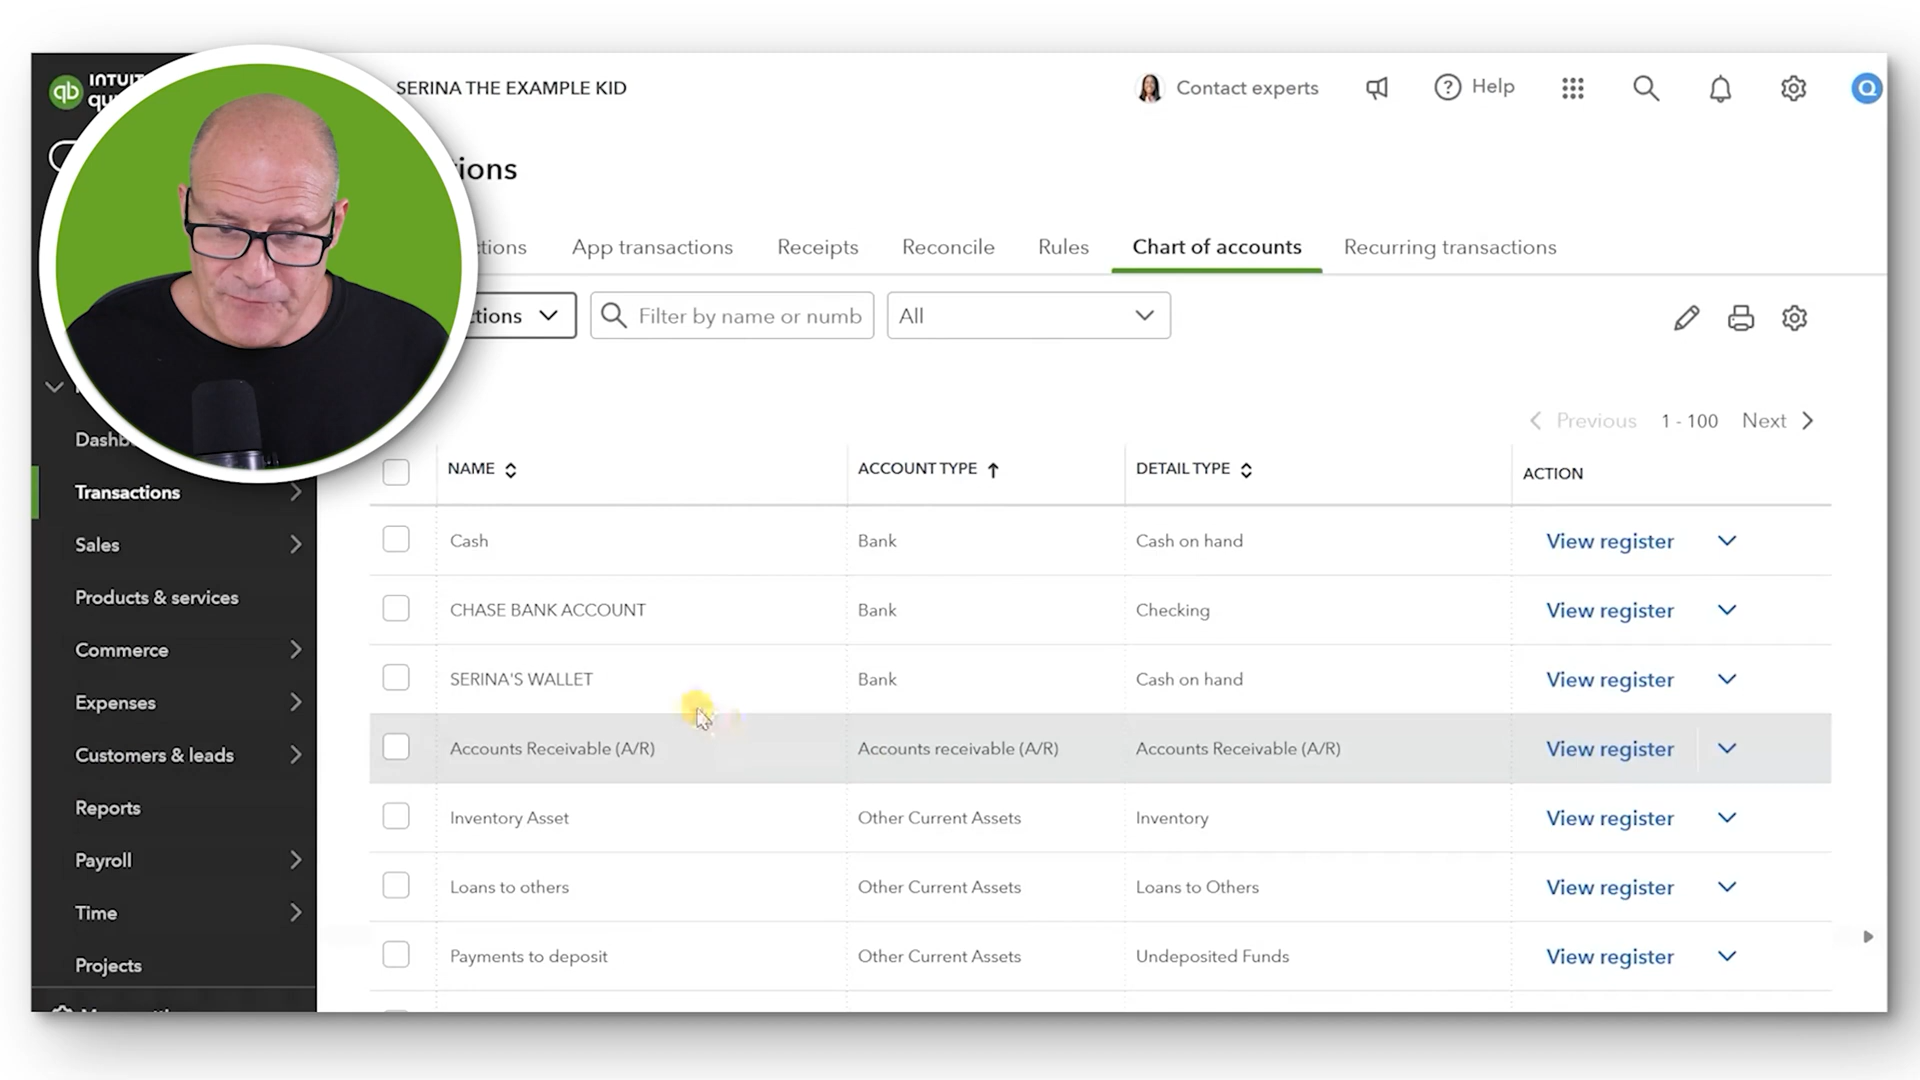 qb INTUIT
SERINA THE EXAMPLE KID
Contact experts
Help
Q
App transactions
Receipts
Reconcile
Rules
Chart of accounts
Recurring transactions
Filter by name or numb
All
Previous 1 - 100 Next
NAME ACCOUNT TYPE DETAIL TYPE ACTION
Cash Bank Cash on hand View register
CHASE BANK ACCOUNT Bank Checking View register
SERINA'S WALLET Bank Cash on hand View register
Accounts Receivable (A/R) Accounts receivable (A/R) Accounts Receivable (A/R) View register
Inventory Asset Other Current Assets Inventory View register
Loans to others Other Current Assets Loans to Others View register
Payments to deposit Other Current Assets Undeposited Funds View register
Transactions
Sales
Products & services
Commerce
Expenses
Customers & leads
Reports
Payroll
Time
Projects